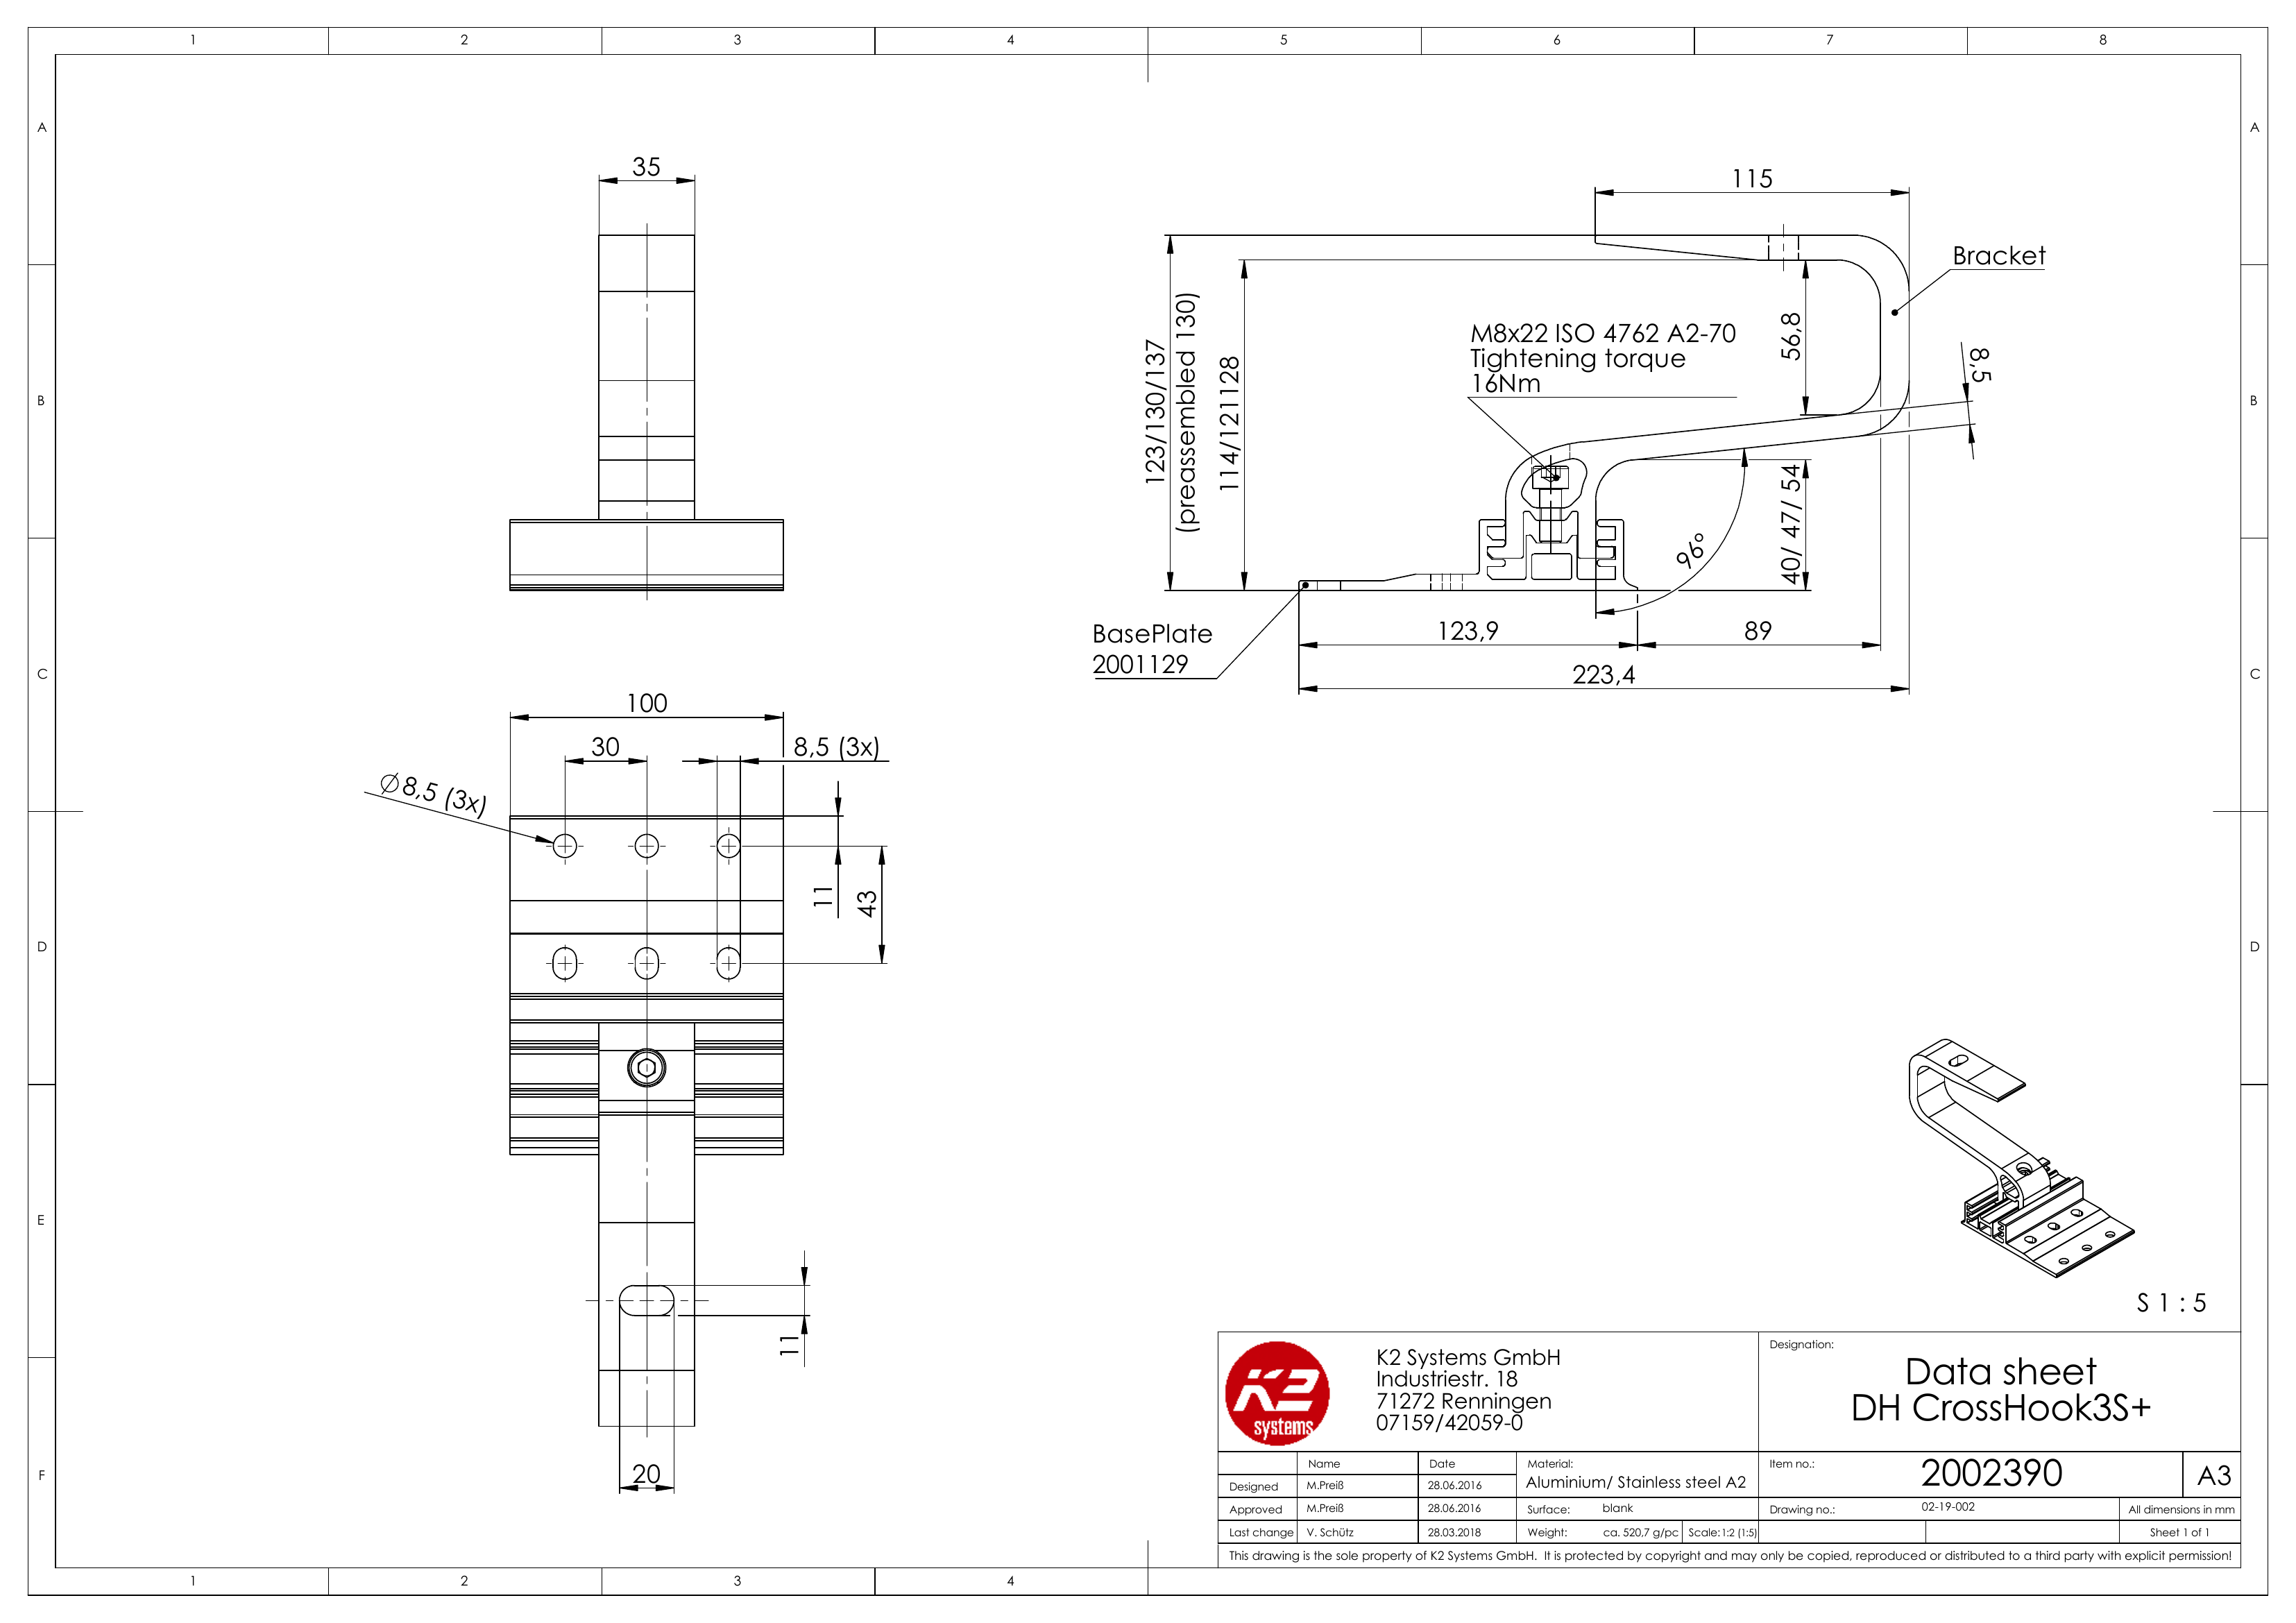 1 2 3 4 5 6 7 8
A A
B B
C C
D D
E
F
1 2 3 4
35
115
Bracket
123/130/137
(preassembled 130)
114/121128
M8x22 ISO 4762 A2-70
Tightening torque
16Nm
56,8
8,5
96°
40/ 47/ 54
BasePlate
2001129
123,9
89
223,4
100
30
8,5 (3x)
Ø8,5 (3x)
11
43
11
20
S 1 : 5
K2
systems
K2 Systems GmbH
Industriestr. 18
71272 Renningen
07159/42059-0
Designation:
Data sheet
DH CrossHook3S+
Name Date Material: Item no.:
Aluminium/ Stainless steel A2 2002390 A3
Designed M.Preiß 28.06.2016
Approved M.Preiß 28.06.2016 Surface: blank Drawing no.: 02-19-002 All dimensions in mm
Last change V. Schütz 28.03.2018 Weight: ca. 520,7 g/pc Scale:1:2 (1:5) Sheet 1 of 1
This drawing is the sole property of K2 Systems GmbH. It is protected by copyright and may only be copied, reproduced or distributed to a third party with explicit permission!